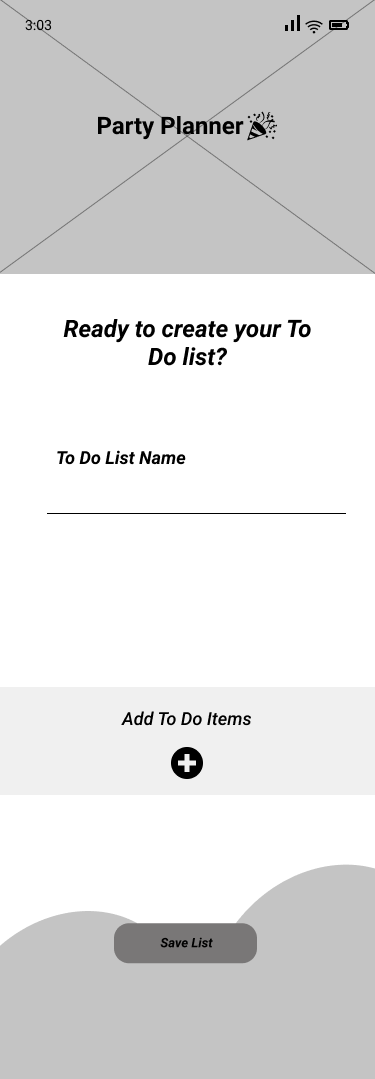 3:03
Party Planner
Ready to create your To
Do list?
To Do List Name
Add To Do Items
Save List